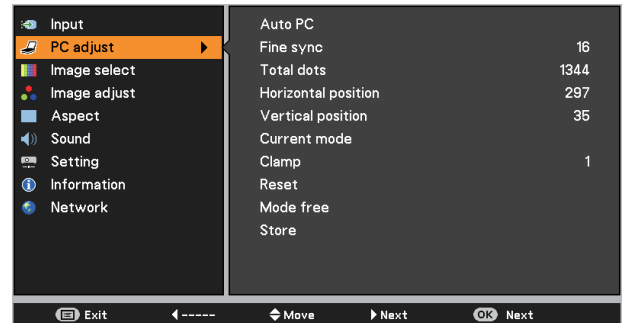 Input
PC adjust
Image select
Image adjust
Aspect
Sound
Setting
Information
Network
Auto PC
Fine sync 16
Total dots 1344
Horizontal position 297
Vertical position 35
Current mode
Clamp 1
Reset
Mode free
Store
Exit ----- Move Next OK Next